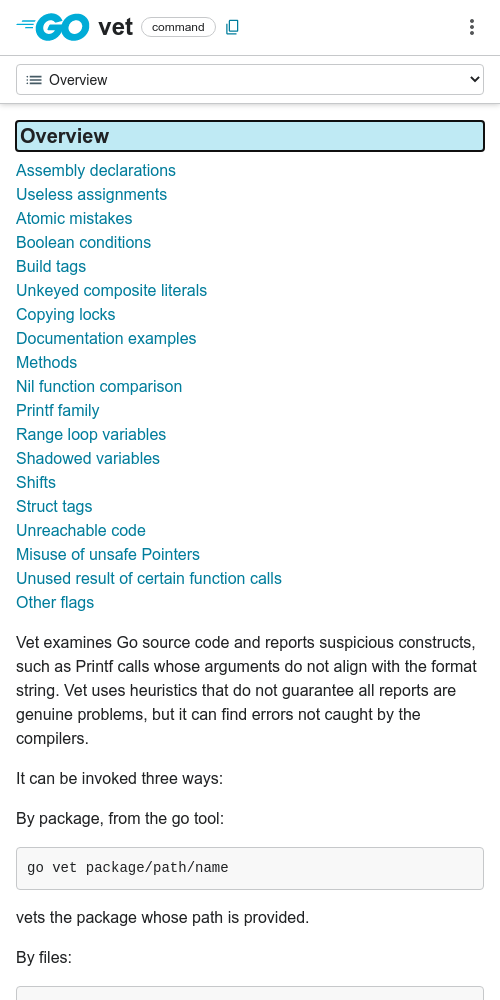 GO vet command
Overview
Overview
Assembly declarations
Useless assignments
Atomic mistakes
Boolean conditions
Build tags
Unkeyed composite literals
Copying locks
Documentation examples
Methods
Nil function comparison
Printf family
Range loop variables
Shadowed variables
Shifts
Struct tags
Unreachable code
Misuse of unsafe Pointers
Unused result of certain function calls
Other flags
Vet examines Go source code and reports suspicious constructs,
such as Printf calls whose arguments do not align with the format
string. Vet uses heuristics that do not guarantee all reports are
genuine problems, but it can find errors not caught by the
compilers.
It can be invoked three ways:
By package, from the go tool:
go vet package/path/name
vets the package whose path is provided.
By files: